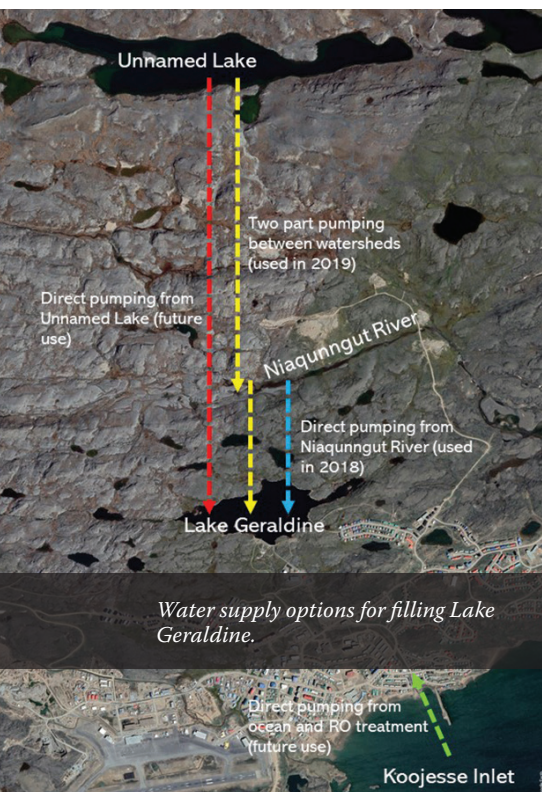 Unnamed Lake
Two part pumping
between watersheds
(used in 2019)
Direct pumping from
Unnamed Lake (future
use)
Niaqunngut River
Direct pumping from
Niaqunngut River (used
in 2018)
Lake Geraldine
Water supply options for filling Lake
Geraldine.
Direct pumping from
ocean and RO treatment
(future use)
Koojesse Inlet